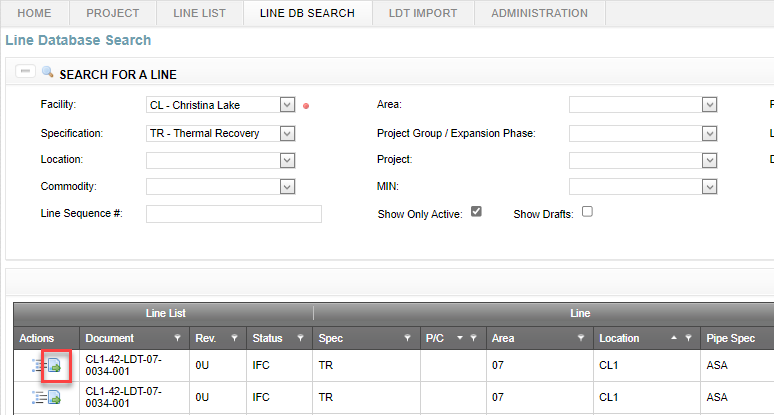 HOME PROJECT LINE LIST LINE DB SEARCH LDT IMPORT ADMINISTRATION
Line Database Search
SEARCH FOR A LINE
Facility: CL - Christina Lake Area: P
Specification: TR - Thermal Recovery Project Group / Expansion Phase: L
Location: Project: D
Commodity: MIN:
Line Sequence #: Show Only Active: Show Drafts:
Line List Line
Actions Document Rev. Status Spec P/C Area Location Pipe Spec
CL1-42-LDT-07-
0034-001 0U IFC TR 07 CL1 ASA
CL1-42-LDT-07-
0034-001 0U IFC TR 07 CL1 ASA